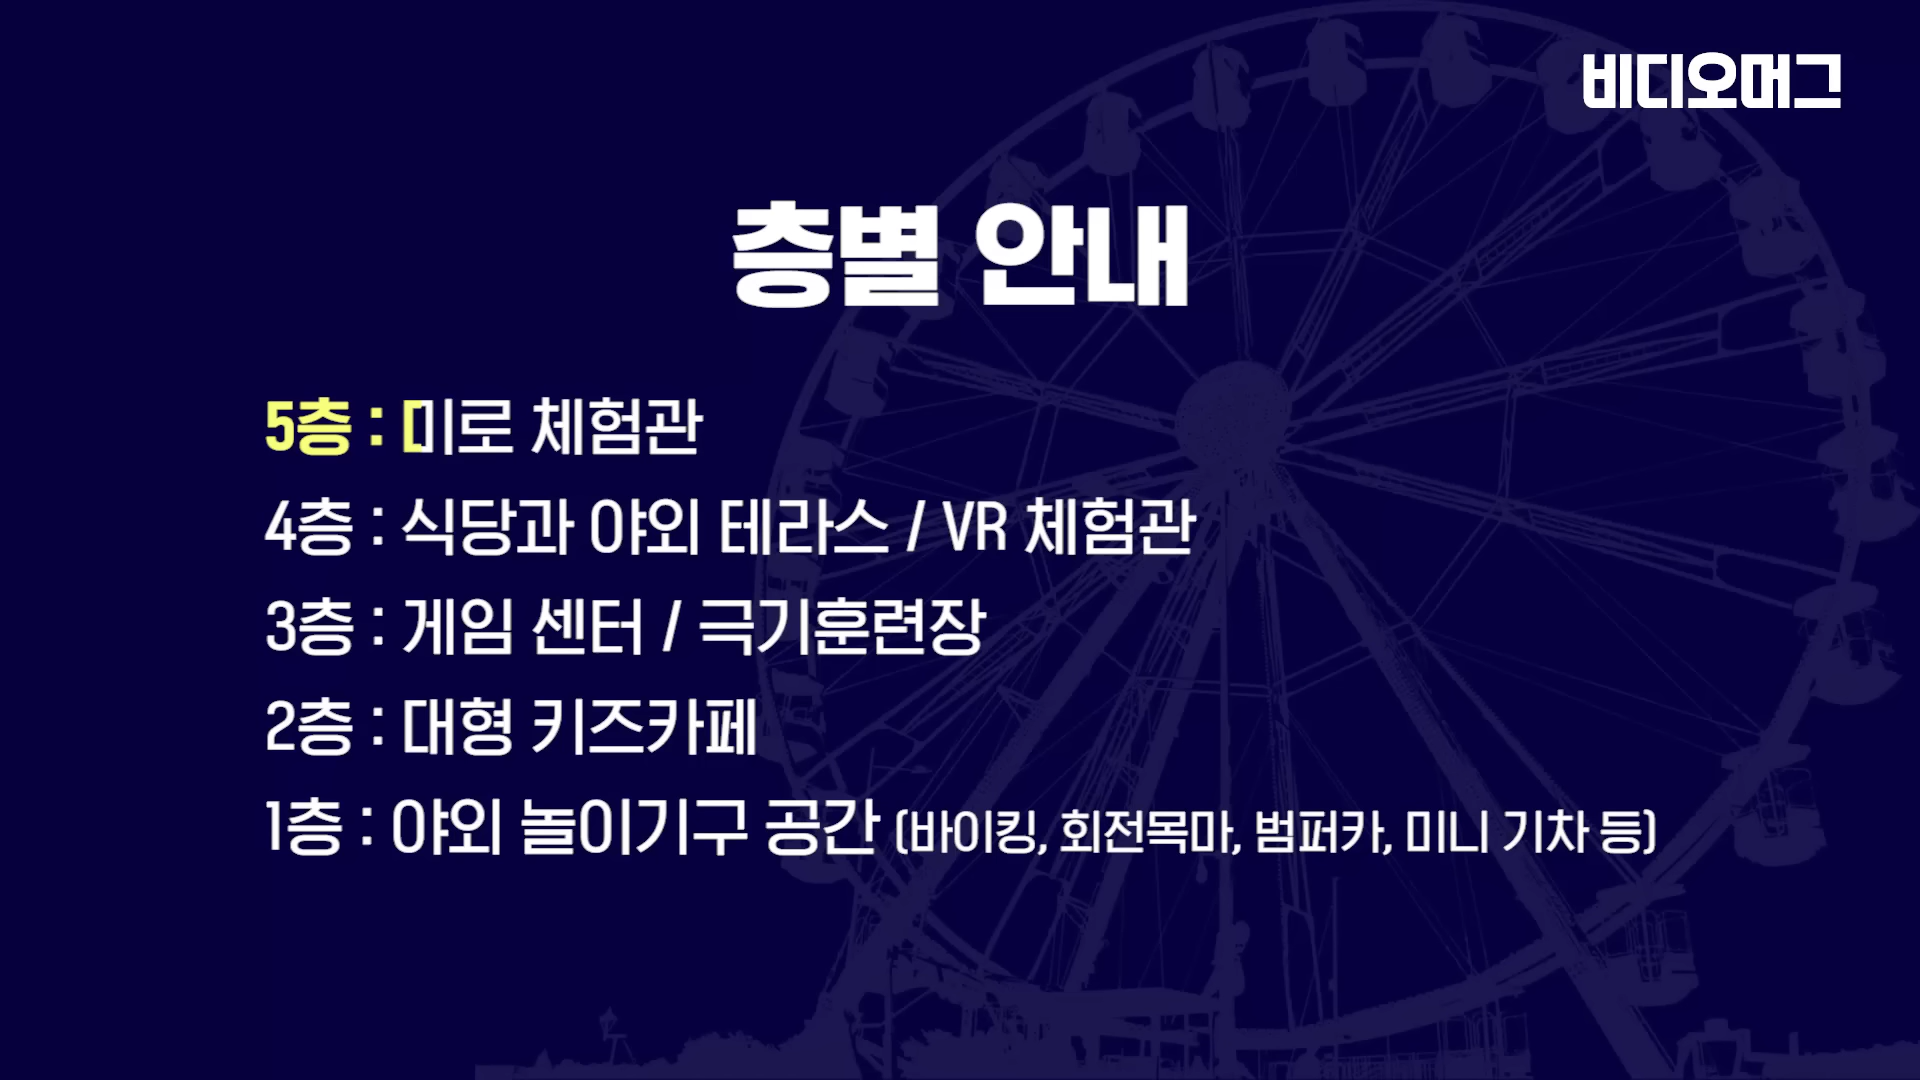 비디오머그
층별 안내
5층 : 미로 체험관
4층 : 식당과 야외 테라스 / VR 체험관
3층 : 게임 센터 / 극기훈련장
2층 : 대형 키즈카페
1층 : 야외 놀이기구 공간 (바이킹, 회전목마, 범퍼카, 미니 기차 등)